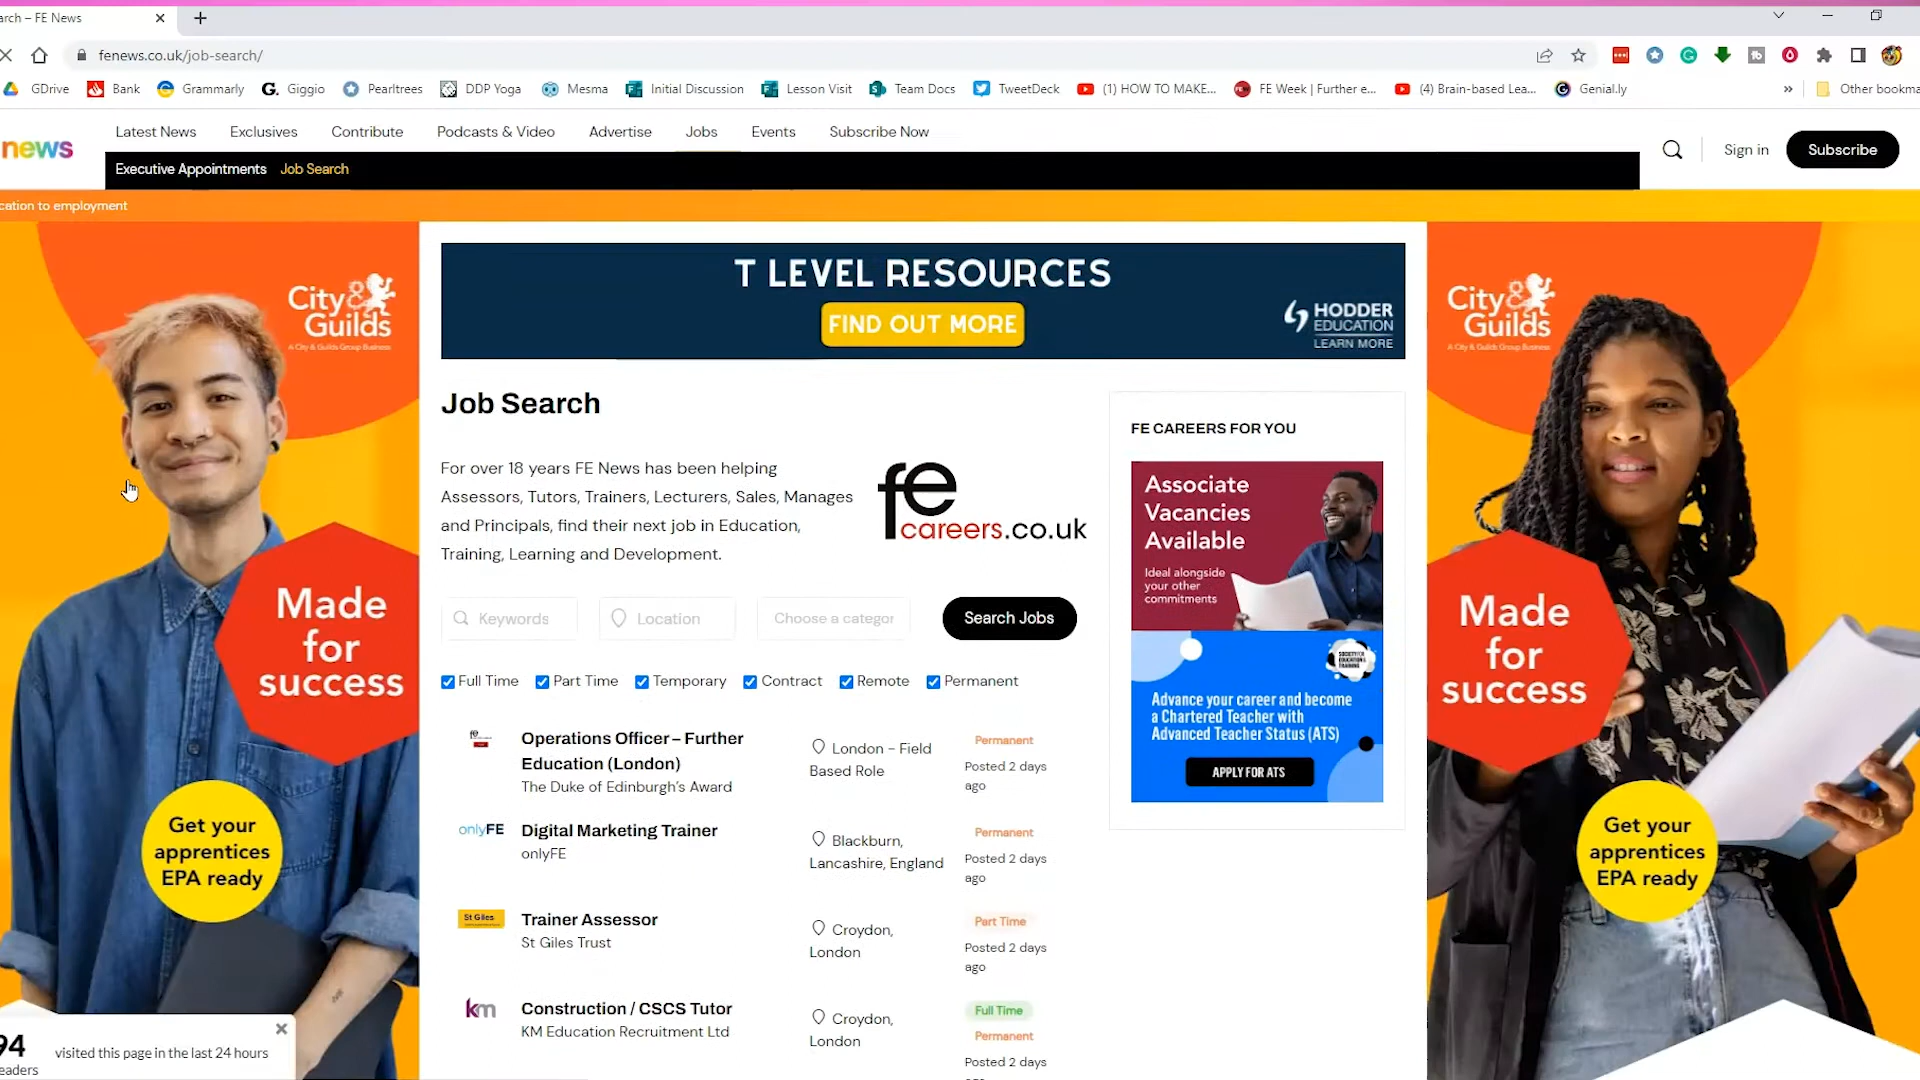 arch – FE News
fenews.co.uk/job-search/
GDrive Bank Grammarly Giggio Pearltrees DDP Yoga Mesma Initial Discussion Lesson Visit Team Docs TweetDeck (1) HOW TO MAKE... FE Week | Further e... (4) Brain-based Lea... Genial.ly » Other bookma
news
Latest News Exclusives Contribute Podcasts & Video Advertise Jobs Events Subscribe Now
Sign in Subscribe
Executive Appointments Job Search
cation to employment
T LEVEL RESOURCES
FIND OUT MORE
HODDER
EDUCATION
LEARN MORE
City&
Guilds
A City & Guilds Group Business
Made
for
success
Get your
apprentices
EPA ready
Job Search
For over 18 years FE News has been helping
Assessors, Tutors, Trainers, Lecturers, Sales, Manages
and Principals, find their next job in Education,
Training, Learning and Development.
fe
careers.co.uk
Keywords Location Choose a categor Search Jobs
Full Time Part Time Temporary Contract Remote Permanent
Operations Officer – Further
Education (London)
The Duke of Edinburgh's Award
London – Field
Based Role
Permanent
Posted 2 days
ago
onlyFE
Digital Marketing Trainer
onlyFE
Blackburn,
Lancashire, England
Permanent
Posted 2 days
ago
St Giles
Trainer Assessor
St Giles Trust
Croydon,
London
Part Time
Posted 2 days
ago
km
Construction / CSCS Tutor
KM Education Recruitment Ltd
Croydon,
London
Full Time
Permanent
Posted 2 days
FE CAREERS FOR YOU
Associate
Vacancies
Available
Ideal alongside
your other
commitments
SOCIETY FOR
EDUCATION &
TRAINING
Advance your career and become
a Chartered Teacher with
Advanced Teacher Status (ATS)
APPLY FOR ATS
City&
Guilds
A City & Guilds Group Business
Made
for
success
Get your
apprentices
EPA ready
94
eaders
visited this page in the last 24 hours